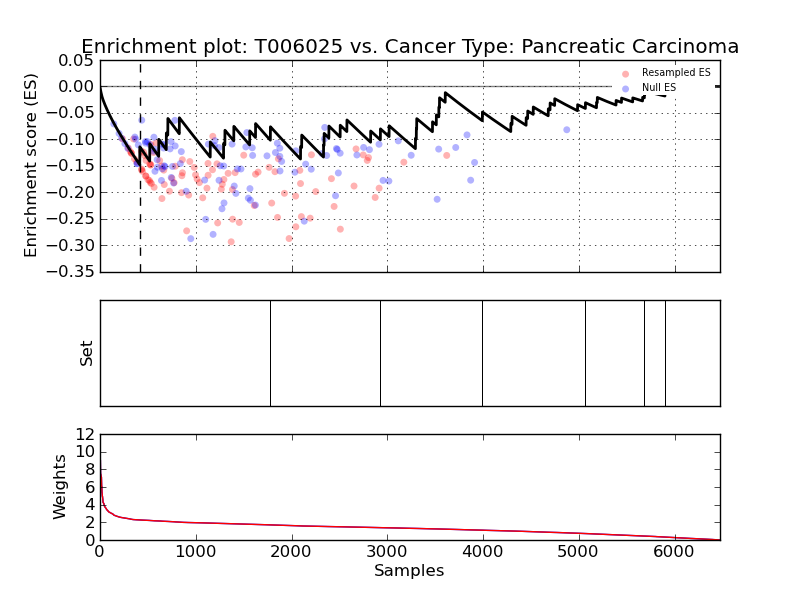 Enrichment plot: T006025 vs. Cancer Type: Pancreatic Carcinoma
Enrichment score (ES)
0.05
0.00
−0.05
−0.10
−0.15
−0.20
−0.25
−0.30
−0.35
Resampled ES
Null ES
Set
Weights
12
10
8
6
4
2
0
0 1000 2000 3000 4000 5000 6000
Samples